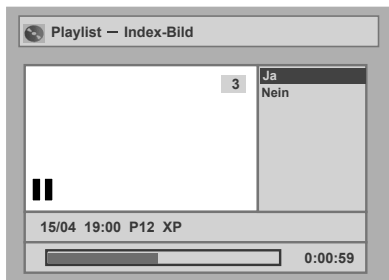 Playlist — Index-Bild
3
Ja
Nein
15/04 19:00 P12 XP
0:00:59